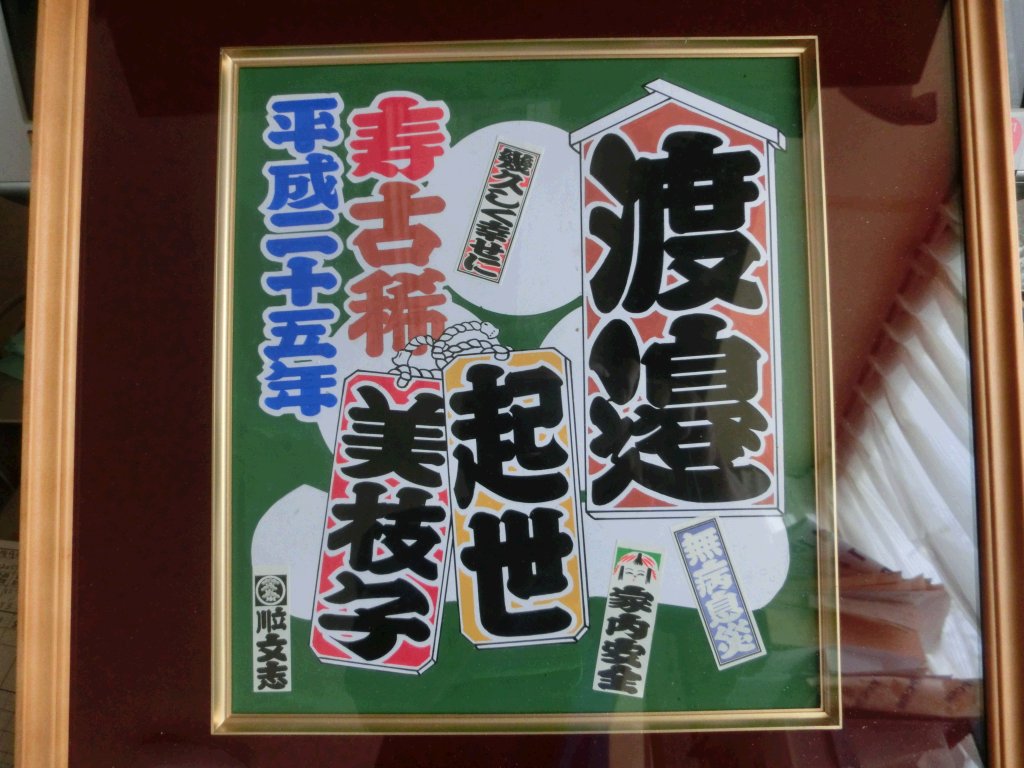 渡邉
起世
美枝子
幾久しく幸せに
寿古稀
平成二十五年
無病息災
家内安全
文志